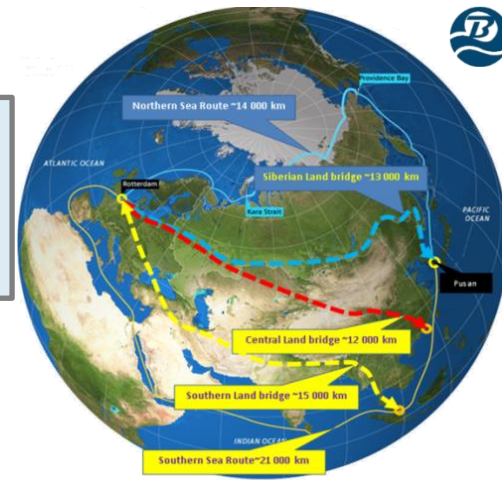 Providence Bay
Northern Sea Route ~14 000 km
ATLANTIC OCEAN
Siberian Land bridge ~13 000 km
Rotterdam
Kara Strait
PACIFIC
OCEAN
Pusan
Central Land bridge ~12 000 km
Southern Land bridge ~15 000 km
INDIAN OCEAN
Southern Sea Route~21 000 km